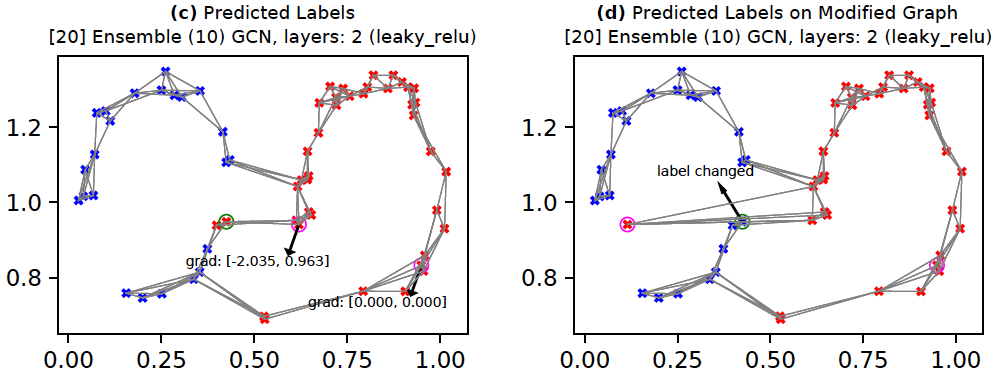 (c) Predicted Labels
[20] Ensemble (10) GCN, layers: 2 (leaky_relu)
(d) Predicted Labels on Modified Graph
[20] Ensemble (10) GCN, layers: 2 (leaky_relu)
1.2
1.0
0.8
grad: [-2.035, 0.963]
grad: [0.000, 0.000]
0.00 0.25 0.50 0.75 1.00
1.2
1.0
0.8
label changed
0.00 0.25 0.50 0.75 1.00